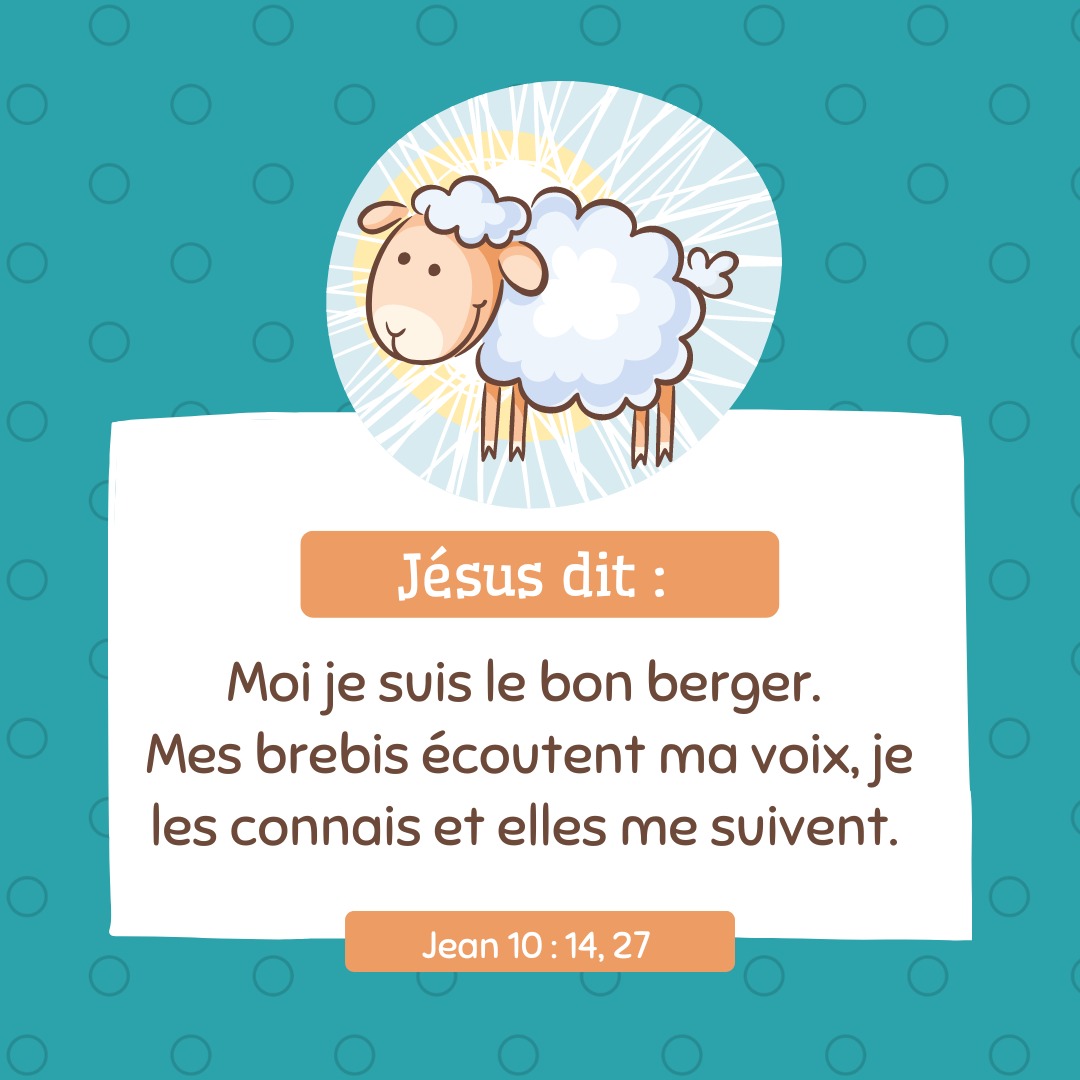 Jésus dit :
Moi je suis le bon berger.
Mes brebis écoutent ma voix, je
les connais et elles me suivent.
Jean 10 : 14, 27